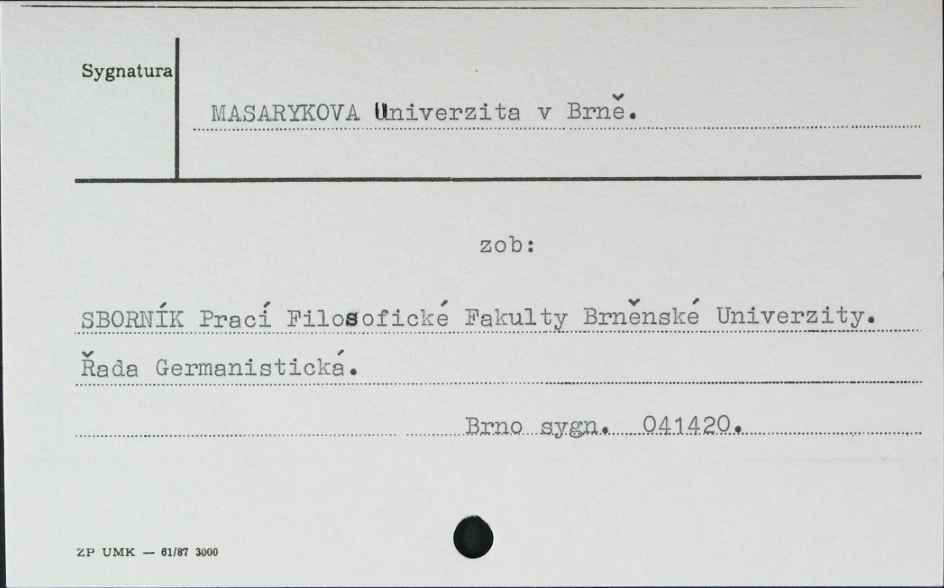 Sygnatura
MASARYKOVA Univerzita v Brně.
zob:
SBORNÍK Prací Filosofické Fakulty Brněnské Univerzity.
Řada Germanistická.
Brno sygn. 041420.
ZP UMK — 61/87 3000